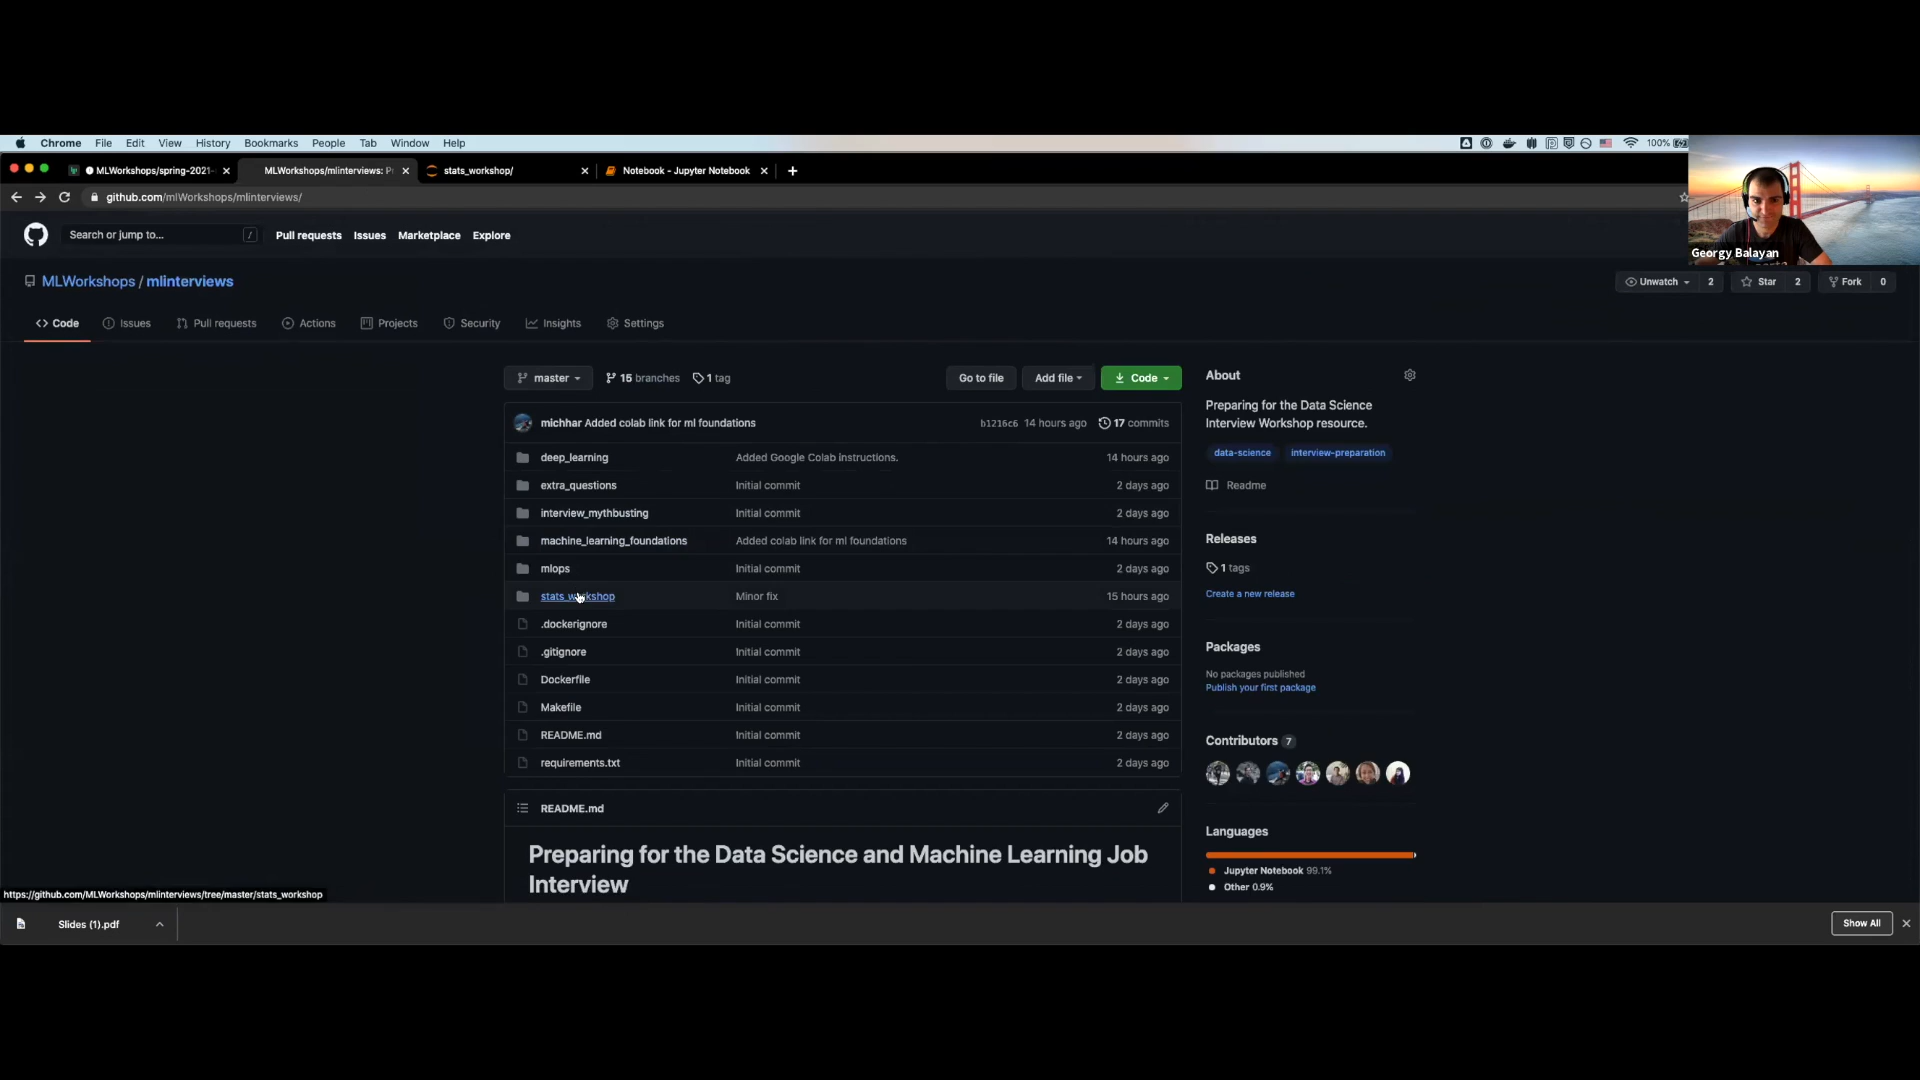 Chrome File Edit View History Bookmarks People Tab Window Help
100%
MLWorkshops/spring-2021-
MLWorkshops/mlinterviews: Pr
stats_workshop/
Notebook - Jupyter Notebook
github.com/mlWorkshops/mlinterviews/
Georgy Balayan
Search or jump to... /
Pull requests Issues Marketplace Explore
MLWorkshops / mlinterviews
Unwatch 2
Star 2
Fork 0
Code Issues Pull requests Actions Projects Security Insights Settings
master 15 branches 1 tag
Go to file Add file Code
michhar Added colab link for ml foundations b1216c6 14 hours ago 17 commits
deep_learning Added Google Colab instructions. 14 hours ago
extra_questions Initial commit 2 days ago
interview_mythbusting Initial commit 2 days ago
machine_learning_foundations Added colab link for ml foundations 14 hours ago
mlops Initial commit 2 days ago
stats_workshop Minor fix 15 hours ago
.dockerignore Initial commit 2 days ago
.gitignore Initial commit 2 days ago
Dockerfile Initial commit 2 days ago
Makefile Initial commit 2 days ago
README.md Initial commit 2 days ago
requirements.txt Initial commit 2 days ago
README.md
Preparing for the Data Science and Machine Learning Job
Interview
About
Preparing for the Data Science
Interview Workshop resource.
data-science interview-preparation
Readme
Releases
1 tags
Create a new release
Packages
No packages published
Publish your first package
Contributors 7
Languages
Jupyter Notebook 99.1%
Other 0.9%
https://github.com/MLWorkshops/mlinterviews/tree/master/stats_workshop
Slides (1).pdf
Show All